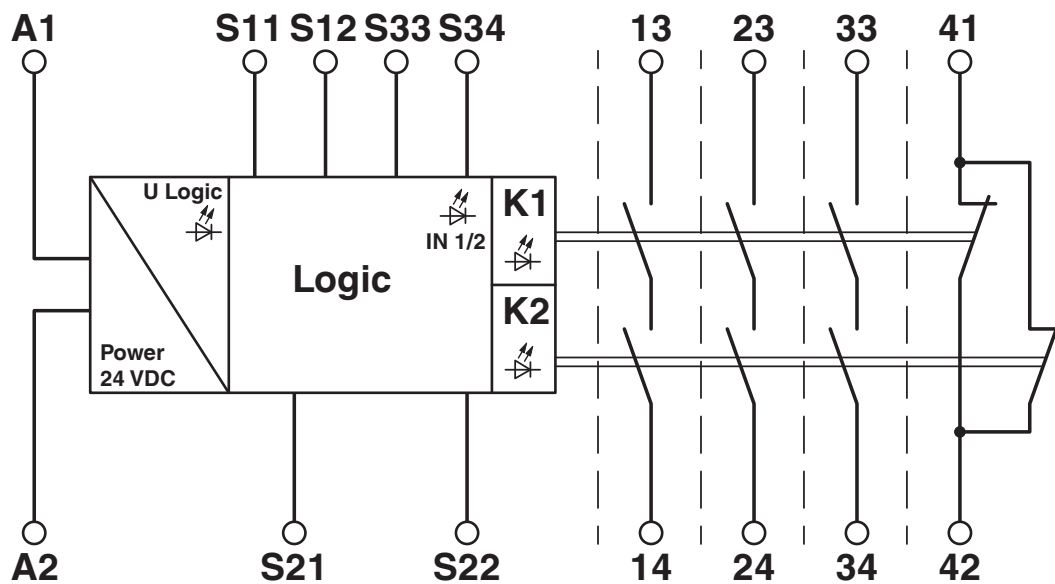 A1 S11 S12 S33 S34 13 23 33 41
U Logic
K1
IN 1/2
Logic
K2
Power
24 VDC
A2 S21 S22 14 24 34 42